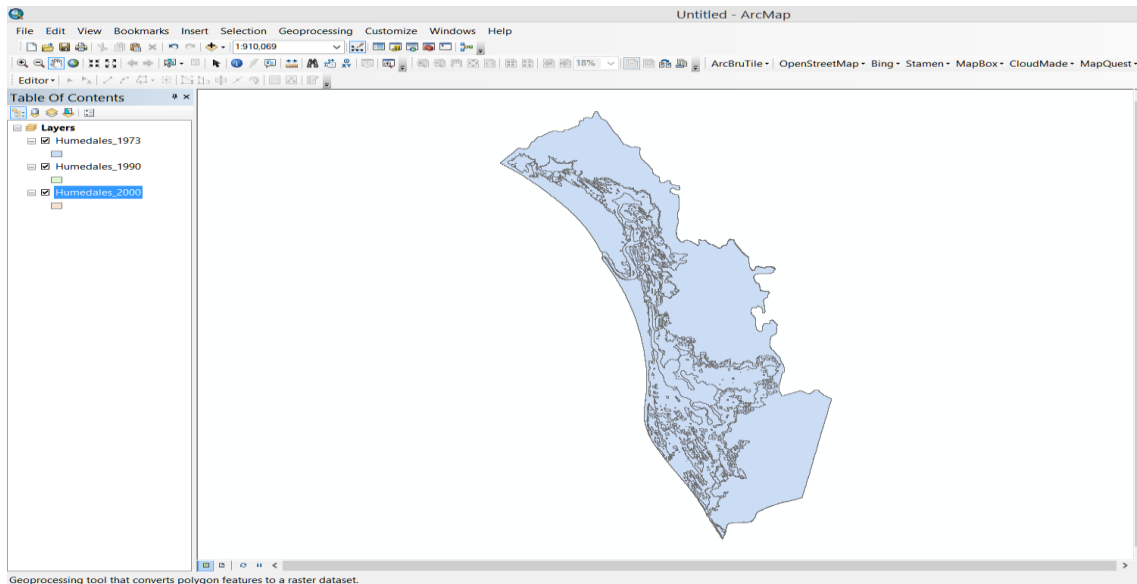 Untitled - ArcMap
File Edit View Bookmarks Insert Selection Geoprocessing Customize Windows Help
1:910,069
18% ArcBruTile OpenStreetMap Bing Stamen MapBox CloudMade MapQuest
Editor
Table Of Contents
Layers
Humedales_1973
Humedales_1990
Humedales_2000
Geoprocessing tool that converts polygon features to a raster dataset.